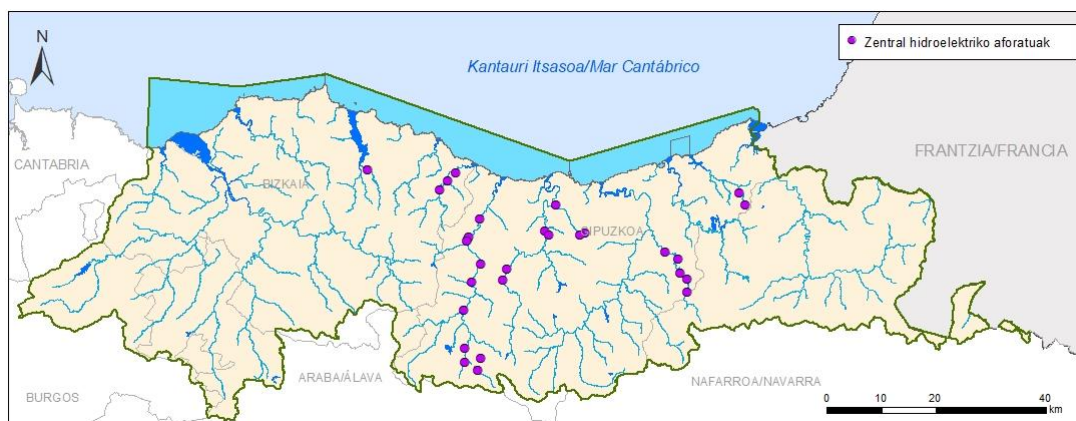 N
Zentral hidroelektriko aforatuak
Kantauri Itsasoa/Mar Cantábrico
CANTABRIA
FRANTZIA/FRANCIA
BIZKAIA
GIPUZKOA
ARABA/ÁLAVA
NAFARROA/NAVARRA
BURGOS
0 10 20 40
km